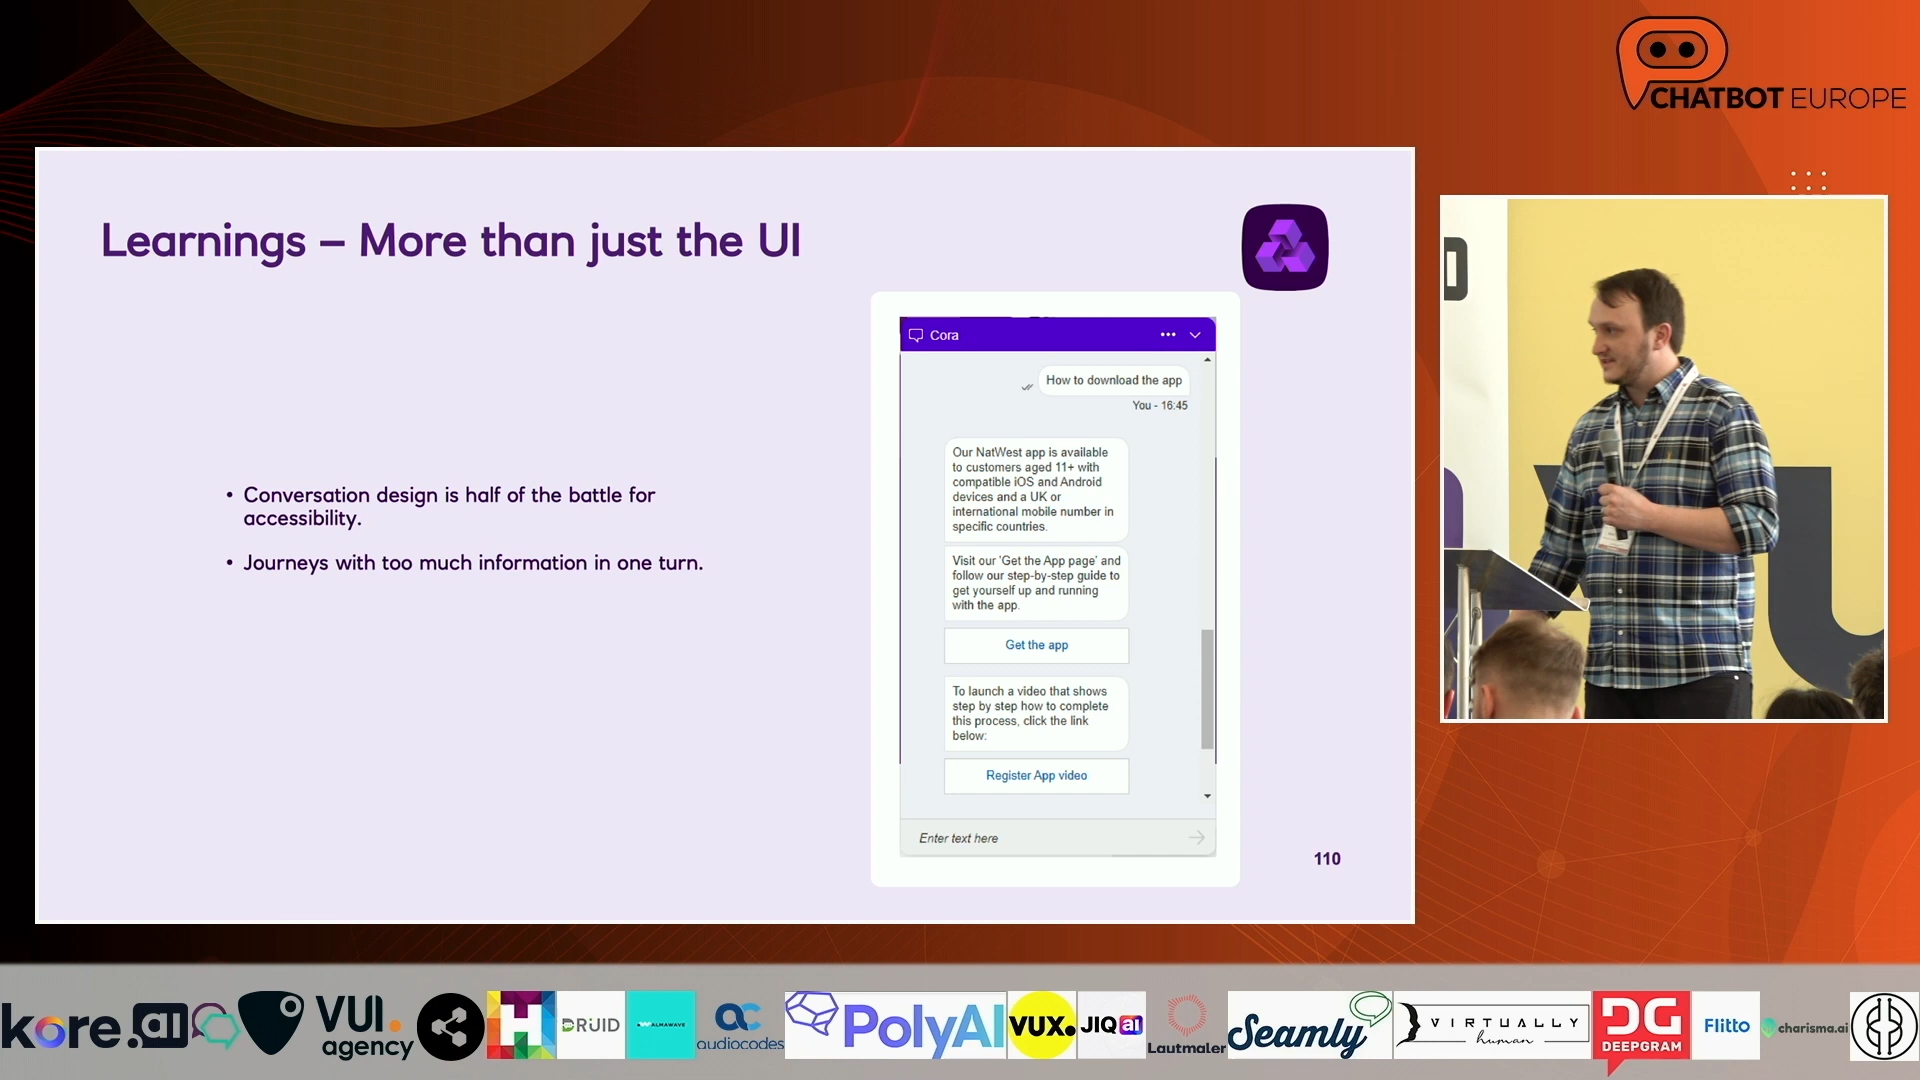 CHATBOT EUROPE
Learnings – More than just the UI
• Conversation design is half of the battle for
accessibility.
• Journeys with too much information in one turn.
Cora
How to download the app
You - 16:45
Our NatWest app is available
to customers aged 11+ with
compatible iOS and Android
devices and a UK or
international mobile number in
specific countries.
Visit our 'Get the App page' and
follow our step-by-step guide to
get yourself up and running
with the app.
Get the app
To launch a video that shows
step by step how to complete
this process, click the link
below:
Register App video
Enter text here
110
kore.ai
VUI.
agency
H
DRUID
ALMAWAVE
ac
audiocodes
PolyAI
VUX.
JIQ ai
Lautmaler
Seamly
VIRTUALLY
human
DG
DEEPGRAM
Flitto
charisma.ai